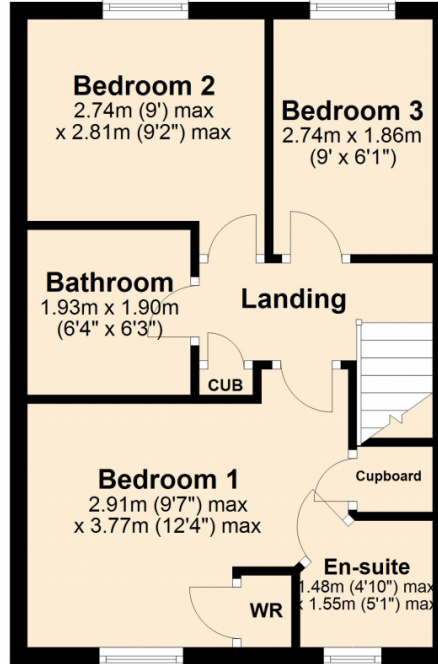 Bedroom 2
2.74m (9') max
x 2.81m (9'2") max
Bedroom 3
2.74m x 1.86m
(9' x 6'1")
Bathroom
1.93m x 1.90m
(6'4" x 6'3")
Landing
CUB
Bedroom 1
2.91m (9'7") max
x 3.77m (12'4") max
Cupboard
En-suite
1.48m (4'10") max
x 1.55m (5'1") max
WR